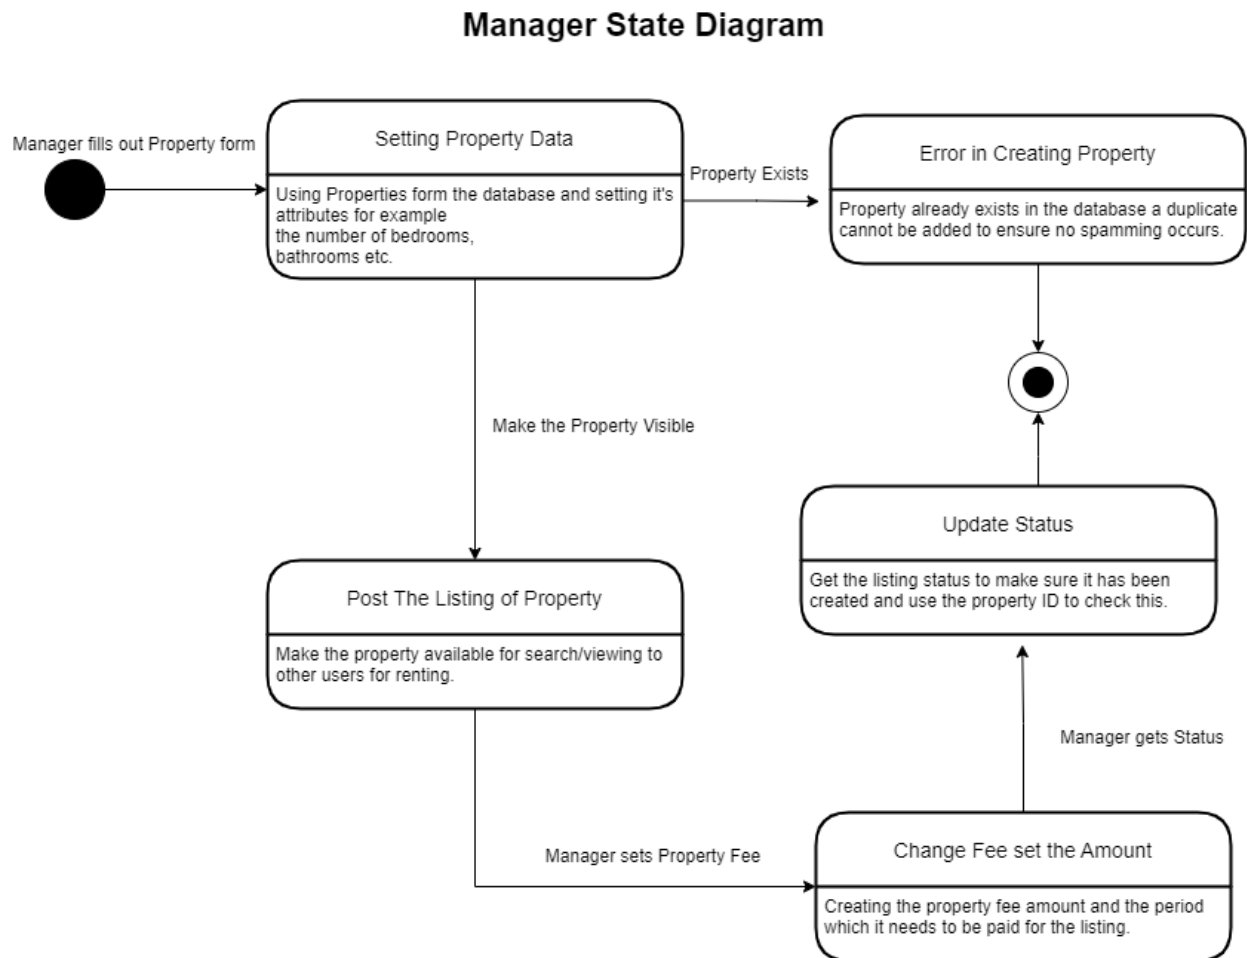 Manager State Diagram
Manager fills out Property form
Setting Property Data
Using Properties form the database and setting it's
attributes for example
the number of bedrooms,
bathrooms etc.
Property Exists
Error in Creating Property
Property already exists in the database a duplicate
cannot be added to ensure no spamming occurs.
Make the Property Visible
Update Status
Get the listing status to make sure it has been
created and use the property ID to check this.
Post The Listing of Property
Make the property available for search/viewing to
other users for renting.
Manager gets Status
Manager sets Property Fee
Change Fee set the Amount
Creating the property fee amount and the period
which it needs to be paid for the listing.